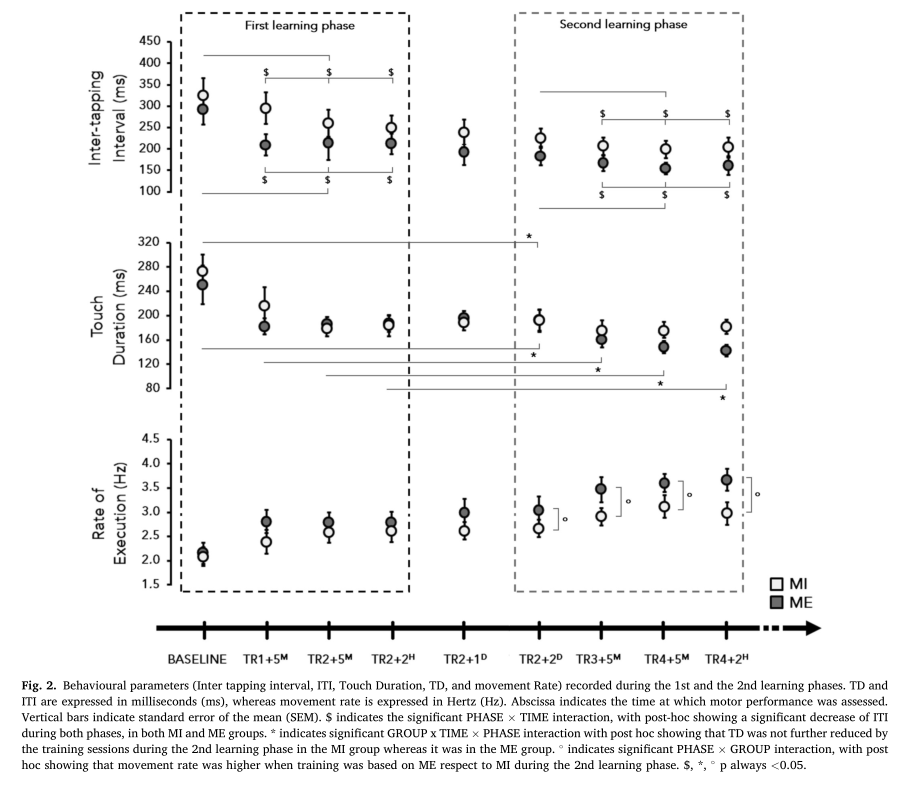 First learning phase
Second learning phase
Inter-tapping
Interval (ms)
450
400
350
300
250
200
150
100
$ $ $
$ $ $
$ $ $
$ $ $
Touch
Duration (ms)
320
280
240
200
160
120
80
*
*
*
*
*
Rate of
Execution (Hz)
4.5
4.0
3.5
3.0
2.5
2.0
1.5
° ° ° °
MI
ME
BASELINE TR1+5ᴹ TR2+5ᴹ TR2+2ᴴ TR2+1ᴰ TR2+2ᴰ TR3+5ᴹ TR4+5ᴹ TR4+2ᴴ
Fig. 2. Behavioural parameters (Inter tapping interval, ITI, Touch Duration, TD, and movement Rate) recorded during the 1st and the 2nd learning phases. TD and
ITI are expressed in milliseconds (ms), whereas movement rate is expressed in Hertz (Hz). Abscissa indicates the time at which motor performance was assessed.
Vertical bars indicate standard error of the mean (SEM). $ indicates the significant PHASE × TIME interaction, with post-hoc showing a significant decrease of ITI
during both phases, in both MI and ME groups. * indicates significant GROUP x TIME × PHASE interaction with post hoc showing that TD was not further reduced by
the training sessions during the 2nd learning phase in the MI group whereas it was in the ME group. ° indicates significant PHASE × GROUP interaction, with post
hoc showing that movement rate was higher when training was based on ME respect to MI during the 2nd learning phase. $, *, ° p always <0.05.